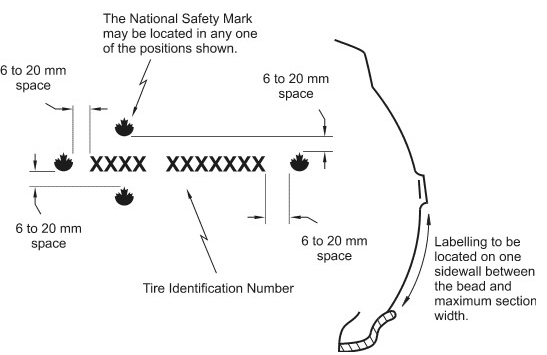 The National Safety Mark
may be located in any one
of the positions shown.
6 to 20 mm
space
6 to 20 mm
space
XXXX XXXXXXX
6 to 20 mm
space
6 to 20 mm
space
Tire Identification Number
Labelling to be
located on one
sidewall between
the bead and
maximum section
width.